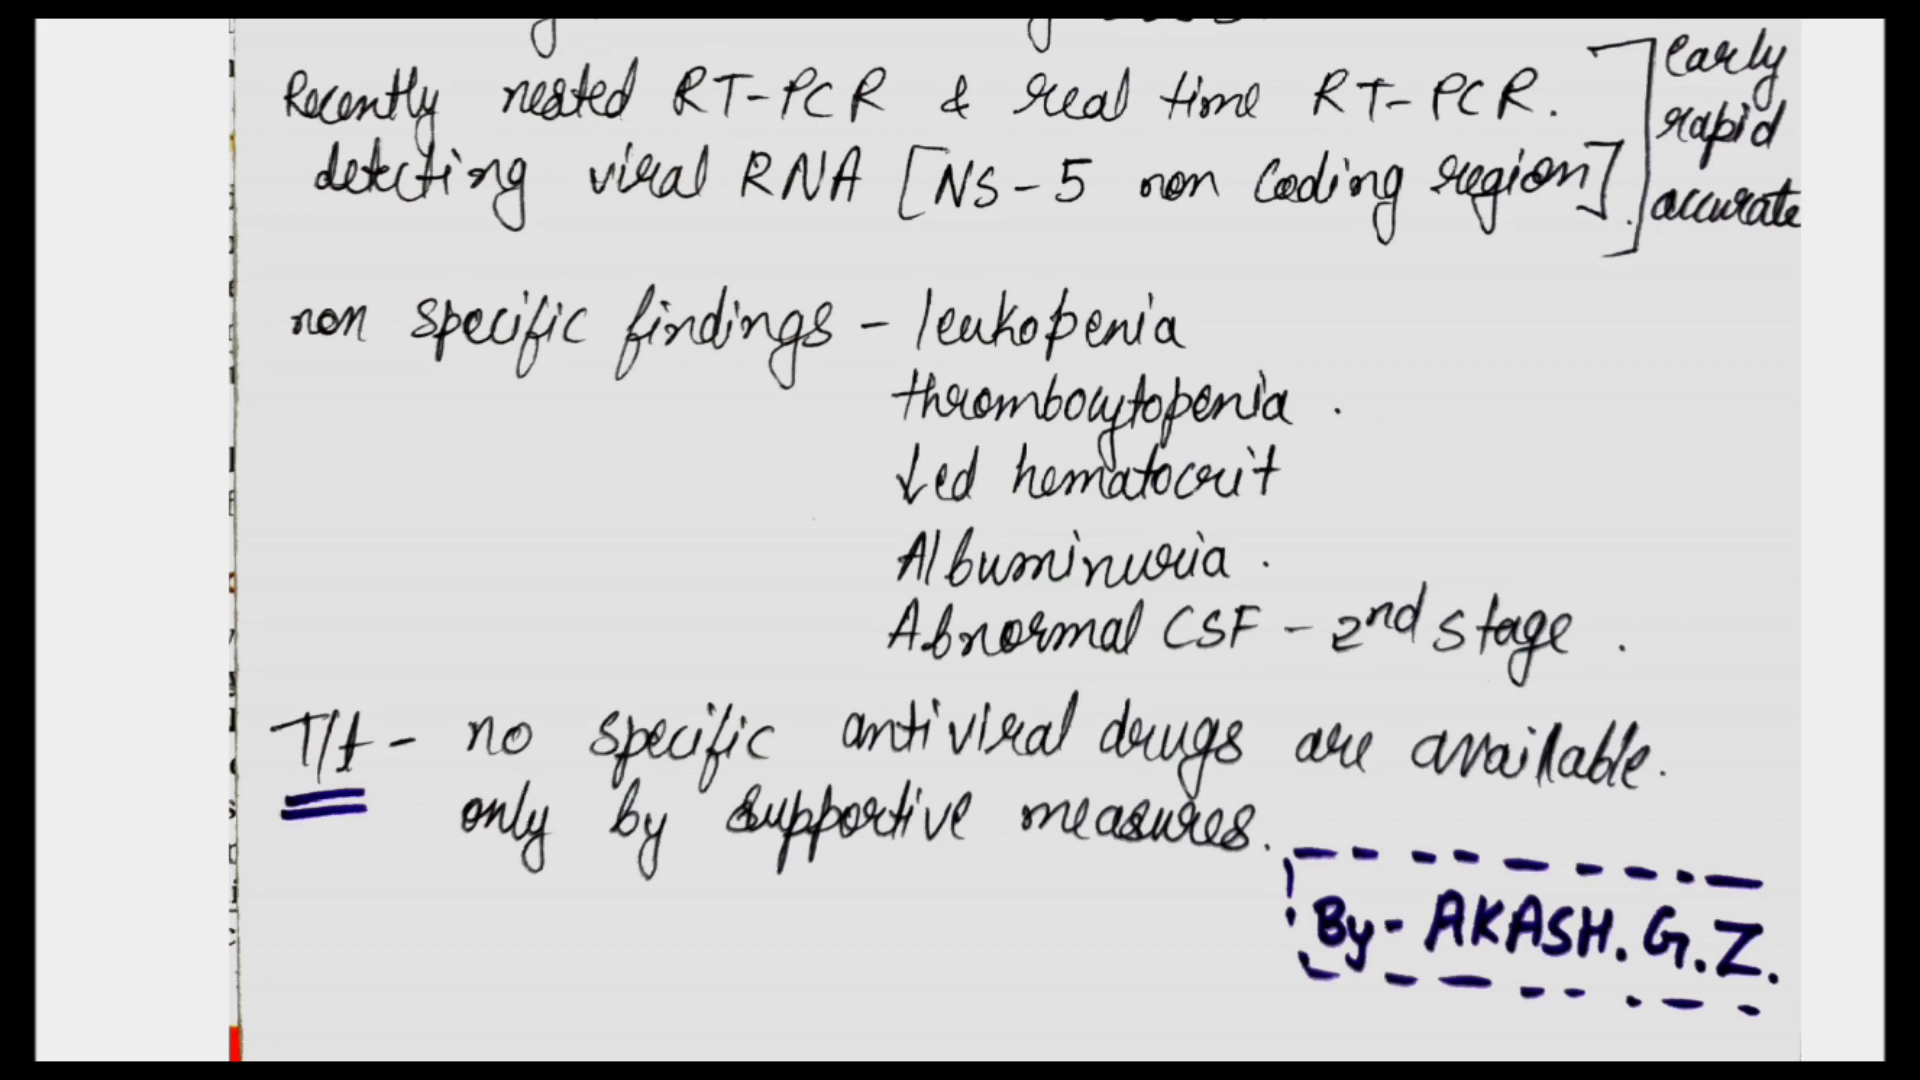 Recently nested RT-PCR & real time RT-PCR.
detecting viral RNA [NS-5 non coding region].
early
rapid
accurate
non specific findings - leukopenia
thrombocytopenia.
↓ed hematocrit
Albuminuria.
Abnormal CSF - 2nd stage.
T/t - no specific antiviral drugs are available.
only by supportive measures.
By- AKASH.G.Z.